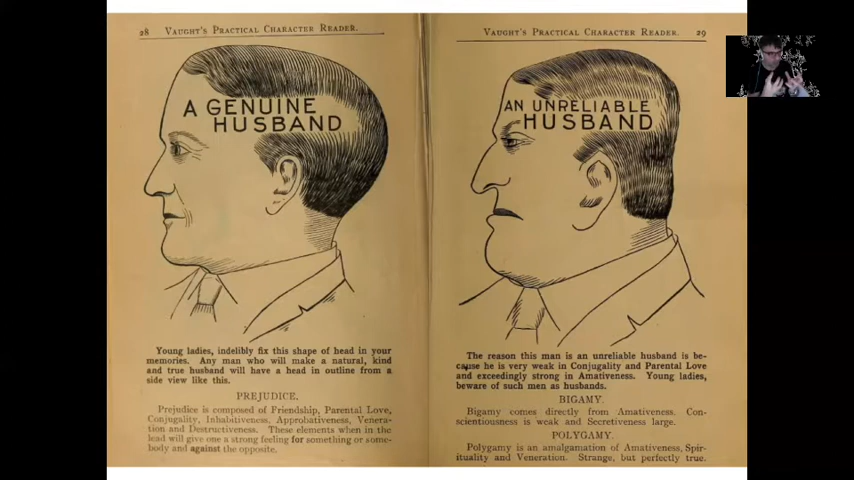 28 VAUGHT'S PRACTICAL CHARACTER READER.
A GENUINE
HUSBAND
Young ladies, indelibly fix this shape of head in your
memories. Any man who will make a natural, kind
and true husband will have a head in outline from a
side view like this.
PREJUDICE.
Prejudice is composed of Friendship, Parental Love,
Conjugality, Inhabitiveness, Approbativeness, Venera-
tion and Destructiveness. These elements when in the
lead will give one a strong feeling for something or some-
body and against the opposite.
VAUGHT'S PRACTICAL CHARACTER READER. 29
AN UNRELIABLE
HUSBAND
The reason this man is an unreliable husband is be-
cause he is very weak in Conjugality and Parental Love
and exceedingly strong in Amativeness. Young ladies,
beware of such men as husbands.
BIGAMY.
Bigamy comes directly from Amativeness. Con-
scientiousness is weak and Secretiveness large.
POLYGAMY.
Polygamy is an amalgamation of Amativeness, Spir-
ituality and Veneration. Strange, but perfectly true.